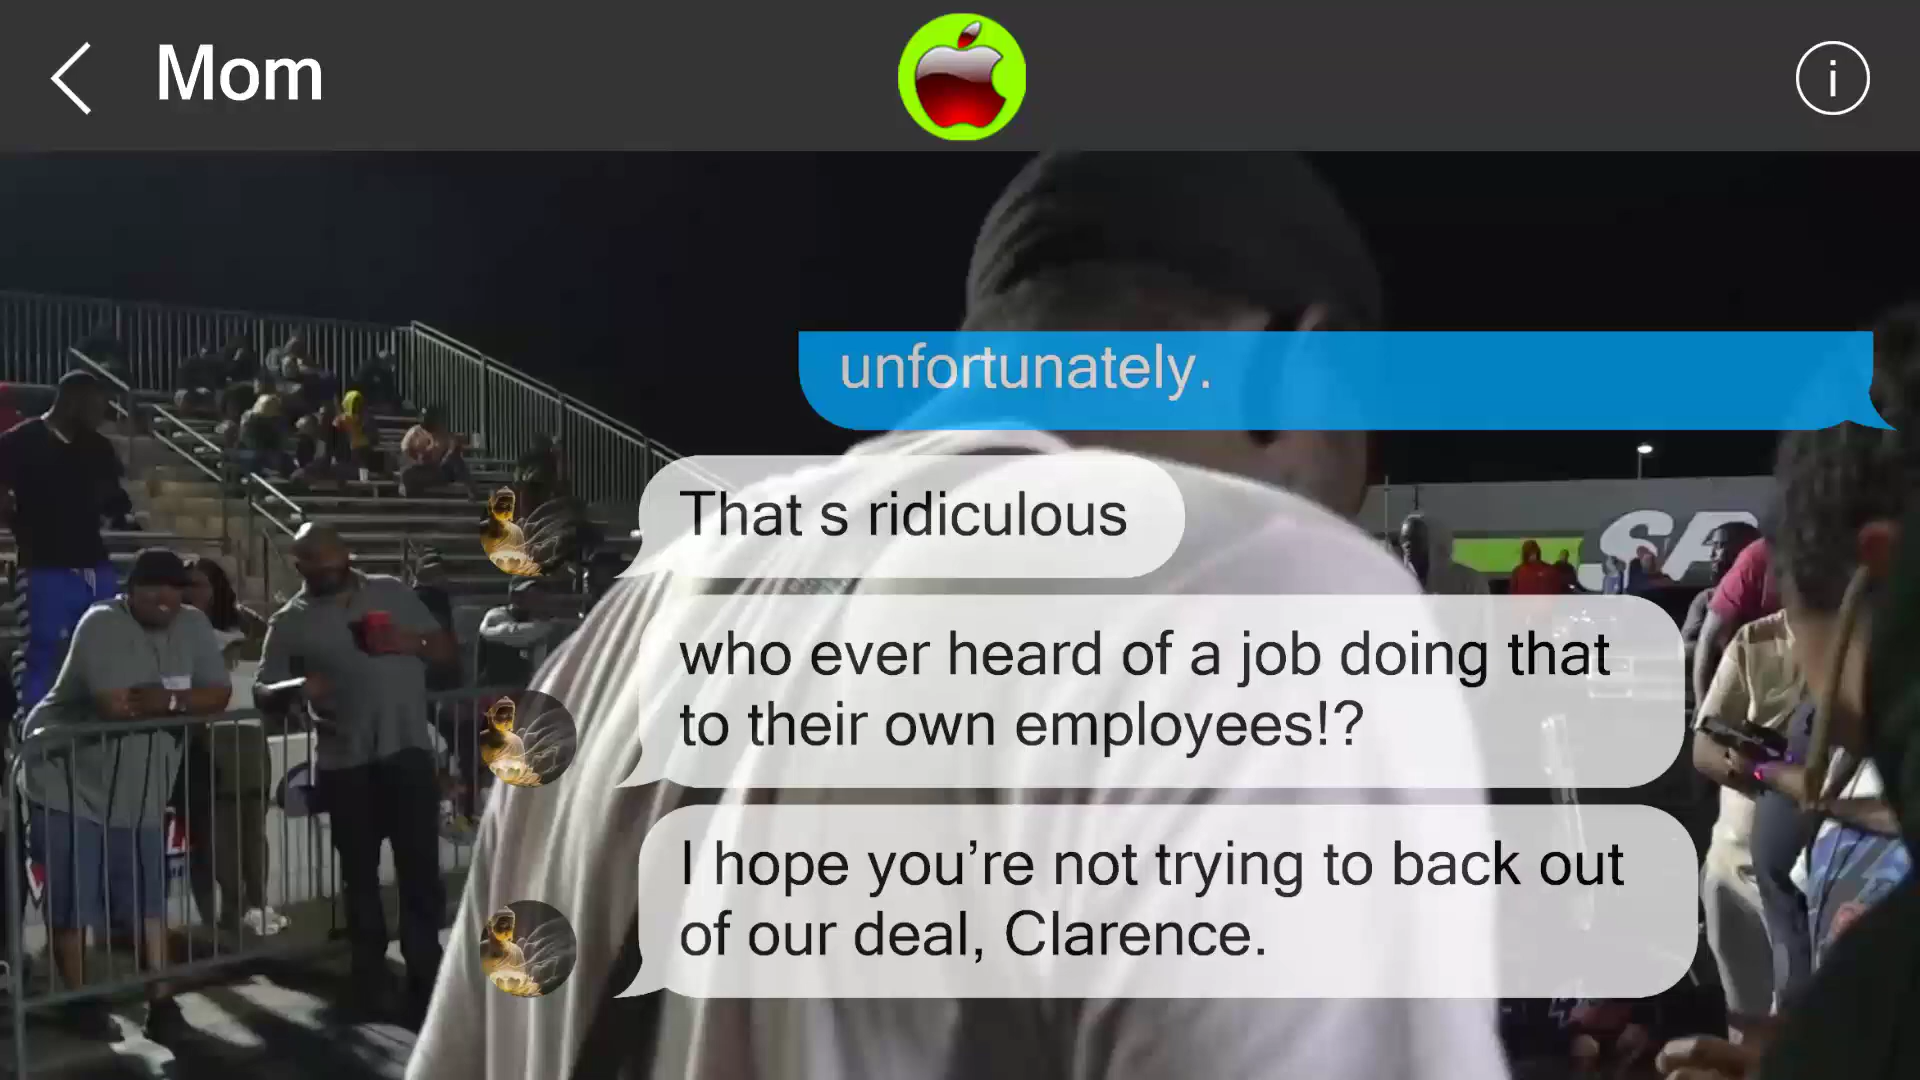 Mom
unfortunately.
That s ridiculous
who ever heard of a job doing that
to their own employees!?
I hope you’re not trying to back out
of our deal, Clarence.